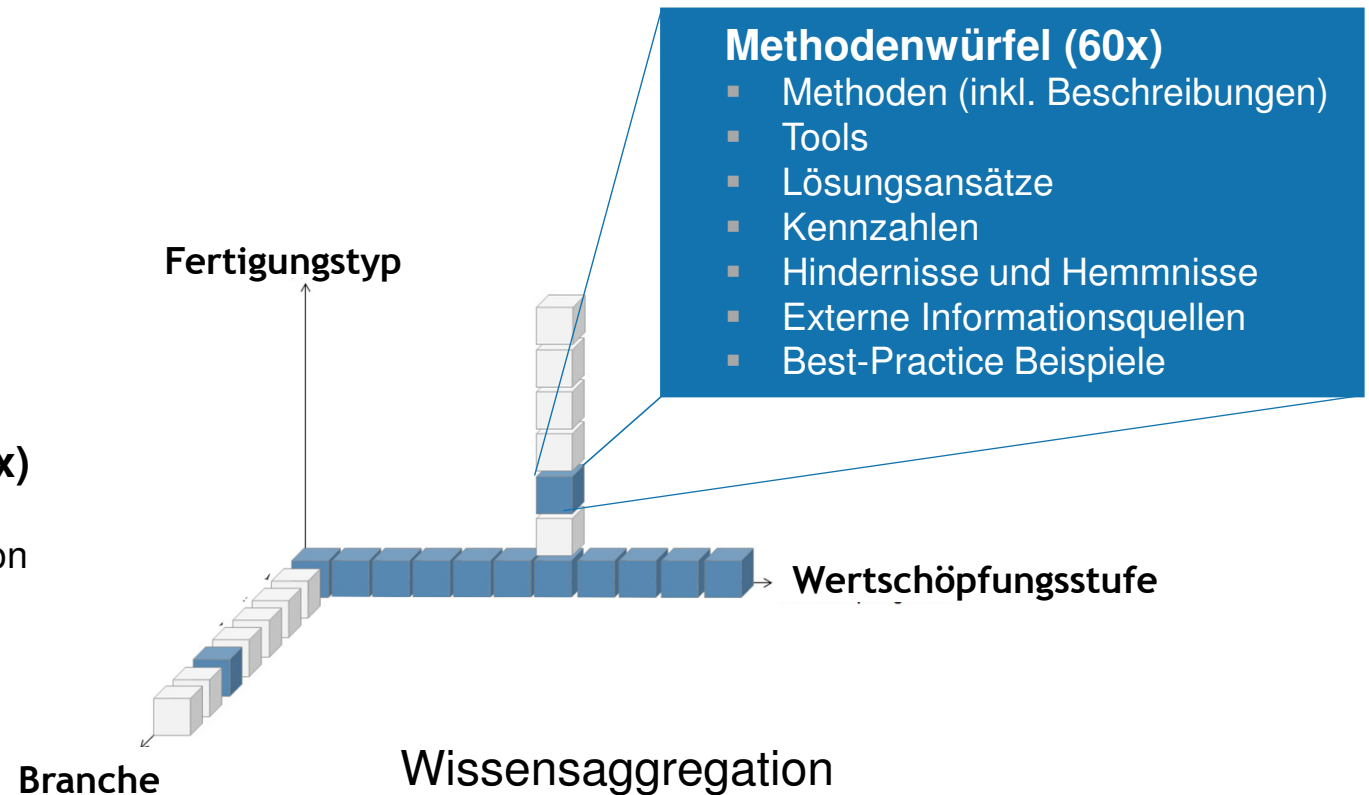 Methodenwürfel (60x)
▪ Methoden (inkl. Beschreibungen)
▪ Tools
▪ Lösungsansätze
▪ Kennzahlen
▪ Hindernisse und Hemmnisse
▪ Externe Informationsquellen
▪ Best-Practice Beispiele
Fertigungstyp
x)
on
Wertschöpfungsstufe
Branche
Wissensaggregation